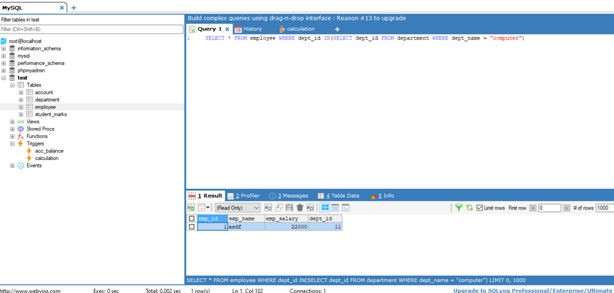 MySQL
Filter tables in test
Filter (Ctrl+Shift+B)
root@localhost
information_schema
mysql
performance_schema
phpmyadmin
test
Tables
account
department
employee
student_marks
Views
Stored Procs
Functions
Triggers
acc_balance
calculation
Events
Build complex queries using drag-n-drop interface : Reason #13 to upgrade
Query 1 History calculation +
1 SELECT * FROM employee WHERE dept_id IN(SELECT dept_id FROM department WHERE dept_name = "computer")
1 Result 2 Profiler 3 Messages 4 Table Data 5 Info
(Read Only) Limit rows First row 0 # of rows 1000
emp_id emp_name emp_salary dept_id
1 asdf 22000 11
SELECT * FROM employee WHERE dept_id IN(SELECT dept_id FROM department WHERE dept_name = "computer") LIMIT 0, 1000
http://www.webyog.com Exec: 0 sec Total: 0.002 sec 1 row(s) Ln 1, Col 102 Connections: 1 Upgrade to SQLyog Professional/Enterprise/Ultimate